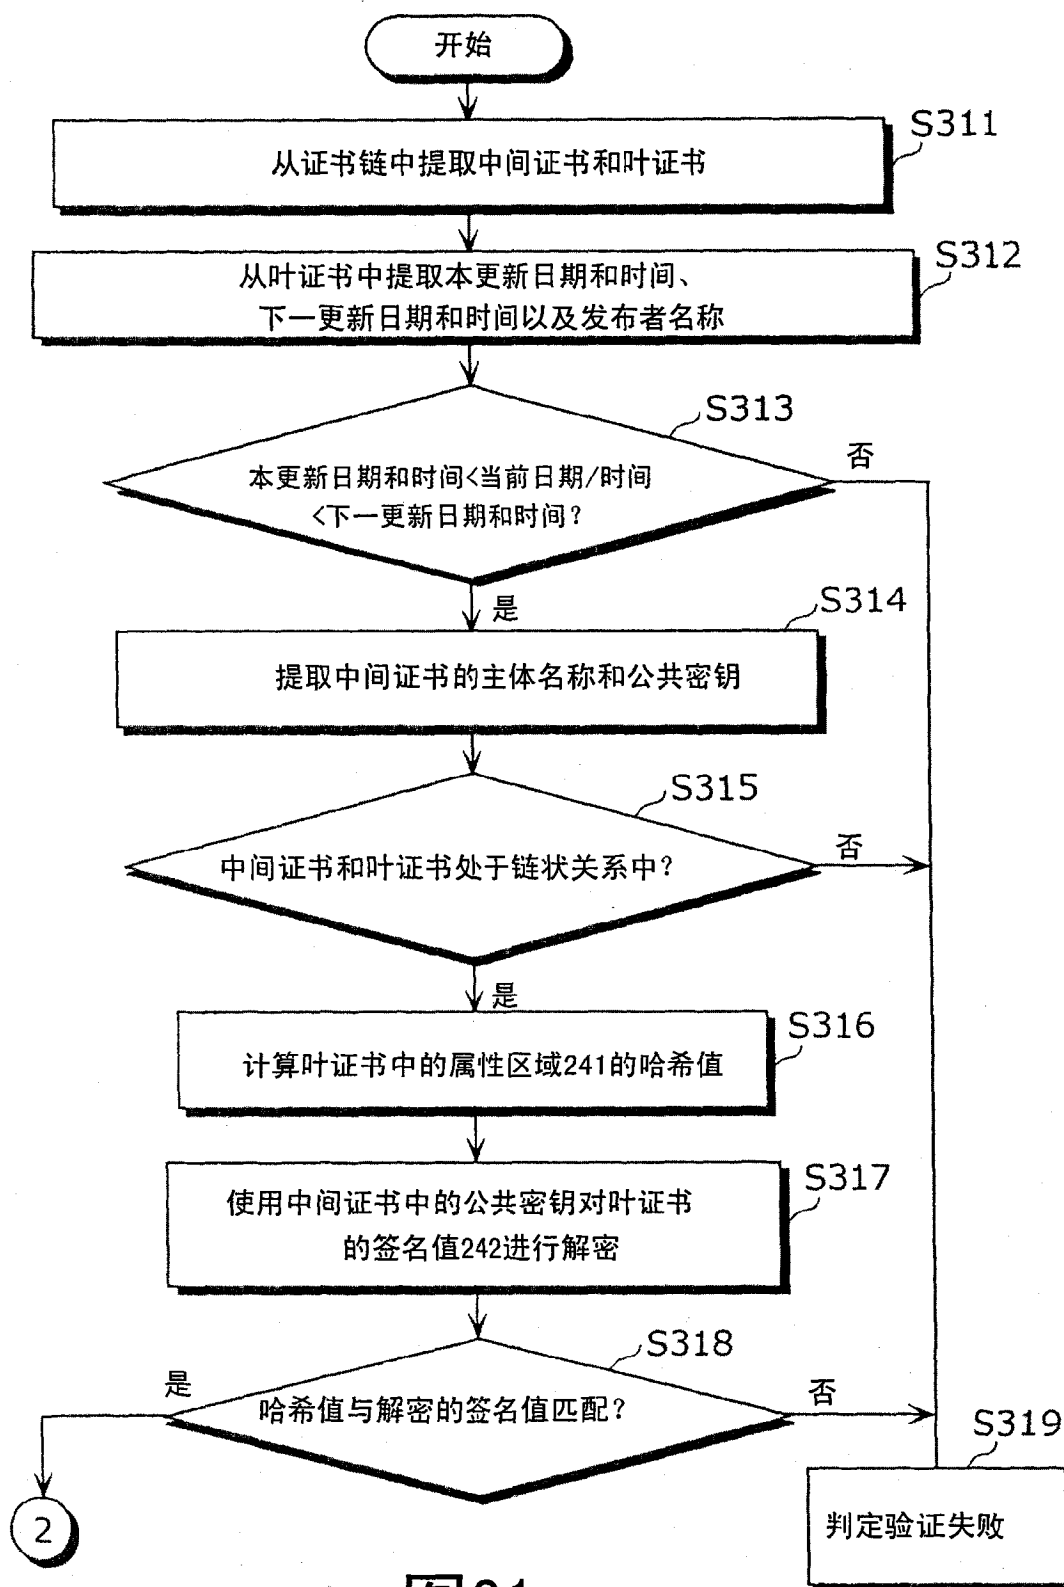 开始
S311
从证书链中提取中间证书和叶证书
S312
从叶证书中提取本更新日期和时间、
下一更新日期和时间以及发布者名称
S313
否
本更新日期和时间<当前日期/时间
<下一更新日期和时间?
是
S314
提取中间证书的主体名称和公共密钥
S315
否
中间证书和叶证书处于链状关系中?
是
S316
计算叶证书中的属性区域241的哈希值
S317
使用中间证书中的公共密钥对叶证书
的签名值242进行解密
S318
是
否
哈希值与解密的签名值匹配?
S319
2
判定验证失败